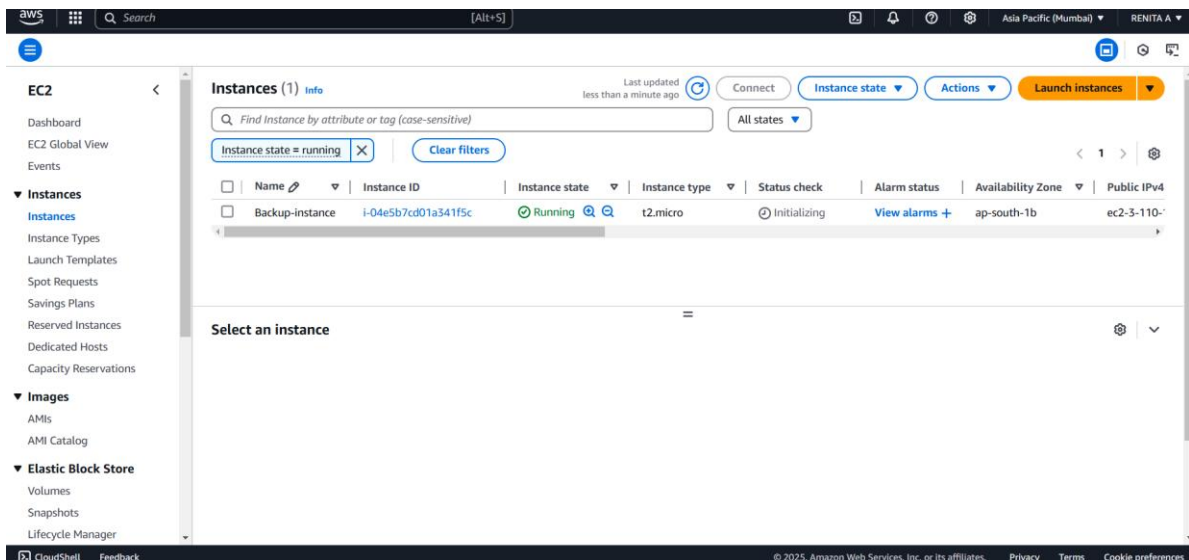 aws Search [Alt+S] Asia Pacific (Mumbai) RENITA A
EC2
Dashboard
EC2 Global View
Events
Instances
Instances
Instance Types
Launch Templates
Spot Requests
Savings Plans
Reserved Instances
Dedicated Hosts
Capacity Reservations
Images
AMIs
AMI Catalog
Elastic Block Store
Volumes
Snapshots
Lifecycle Manager
Instances (1) Info
Last updated
less than a minute ago
Connect Instance state Actions Launch instances
Find Instance by attribute or tag (case-sensitive) All states
Instance state = running Clear filters
1
Name Instance ID Instance state Instance type Status check Alarm status Availability Zone Public IPv4
Backup-instance i-04e5b7cd01a341f5c Running t2.micro Initializing View alarms + ap-south-1b ec2-3-110-
Select an instance
CloudShell Feedback © 2025, Amazon Web Services, Inc. or its affiliates. Privacy Terms Cookie preferences